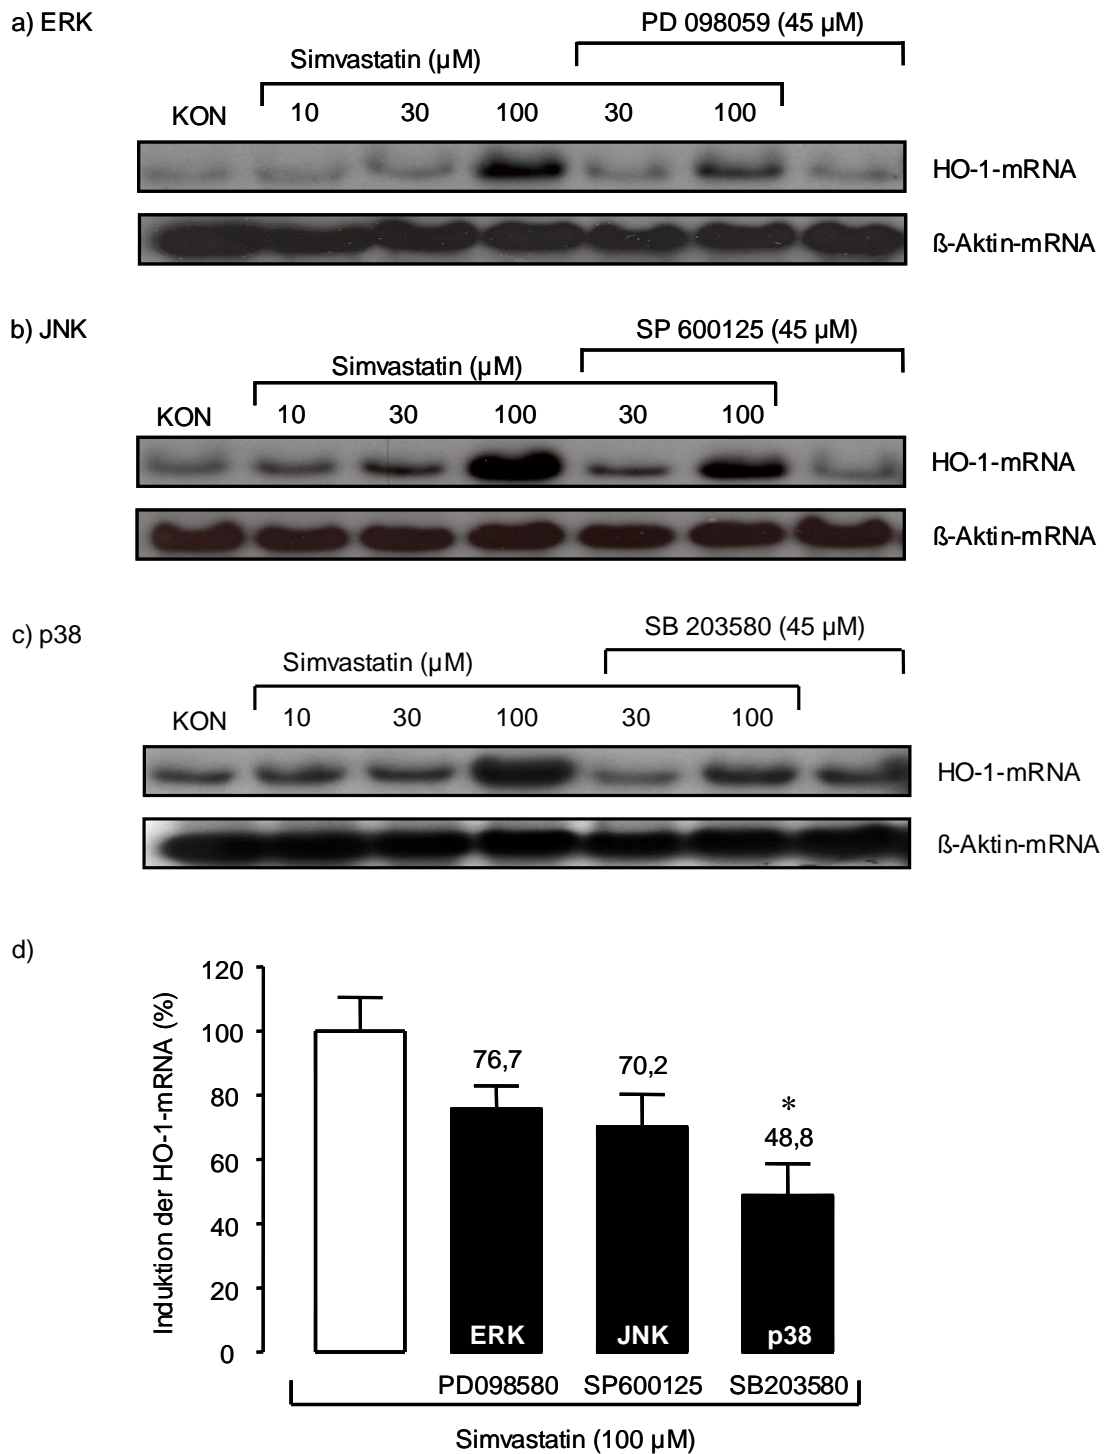 a) ERK
PD 098059 (45 µM)
Simvastatin (µM)
KON 10 30 100 30 100
HO-1-mRNA
ß-Aktin-mRNA
b) JNK
SP 600125 (45 µM)
Simvastatin (µM)
KON 10 30 100 30 100
HO-1-mRNA
ß-Aktin-mRNA
c) p38
SB 203580 (45 µM)
Simvastatin (µM)
KON 10 30 100 30 100
HO-1-mRNA
ß-Aktin-mRNA
d)
Induktion der HO-1-mRNA (%)
120
100
80
60
40
20
0
76,7
70,2
*
48,8
ERK JNK p38
PD098580 SP600125 SB203580
Simvastatin (100 µM)